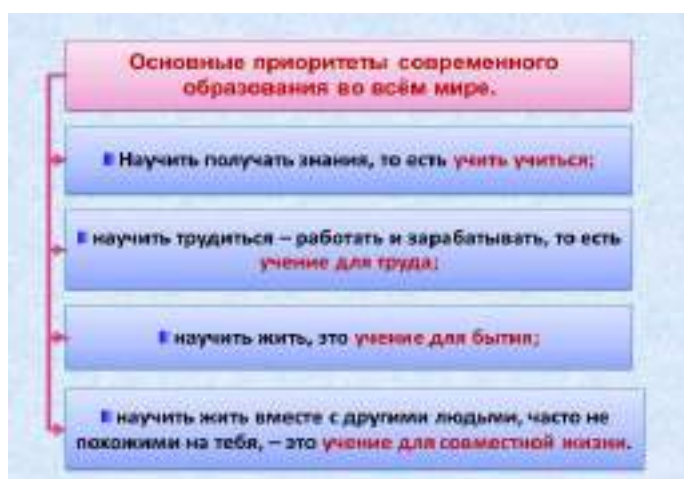 Основные приоритеты современного
образования во всём мире.
Научить получать знания, то есть учить учиться;
научить трудиться – работать и зарабатывать, то есть
учение для труда;
научить жить, это учение для бытия;
научить жить вместе с другими людьми, часто не
похожими на тебя, – это учение для совместной жизни.